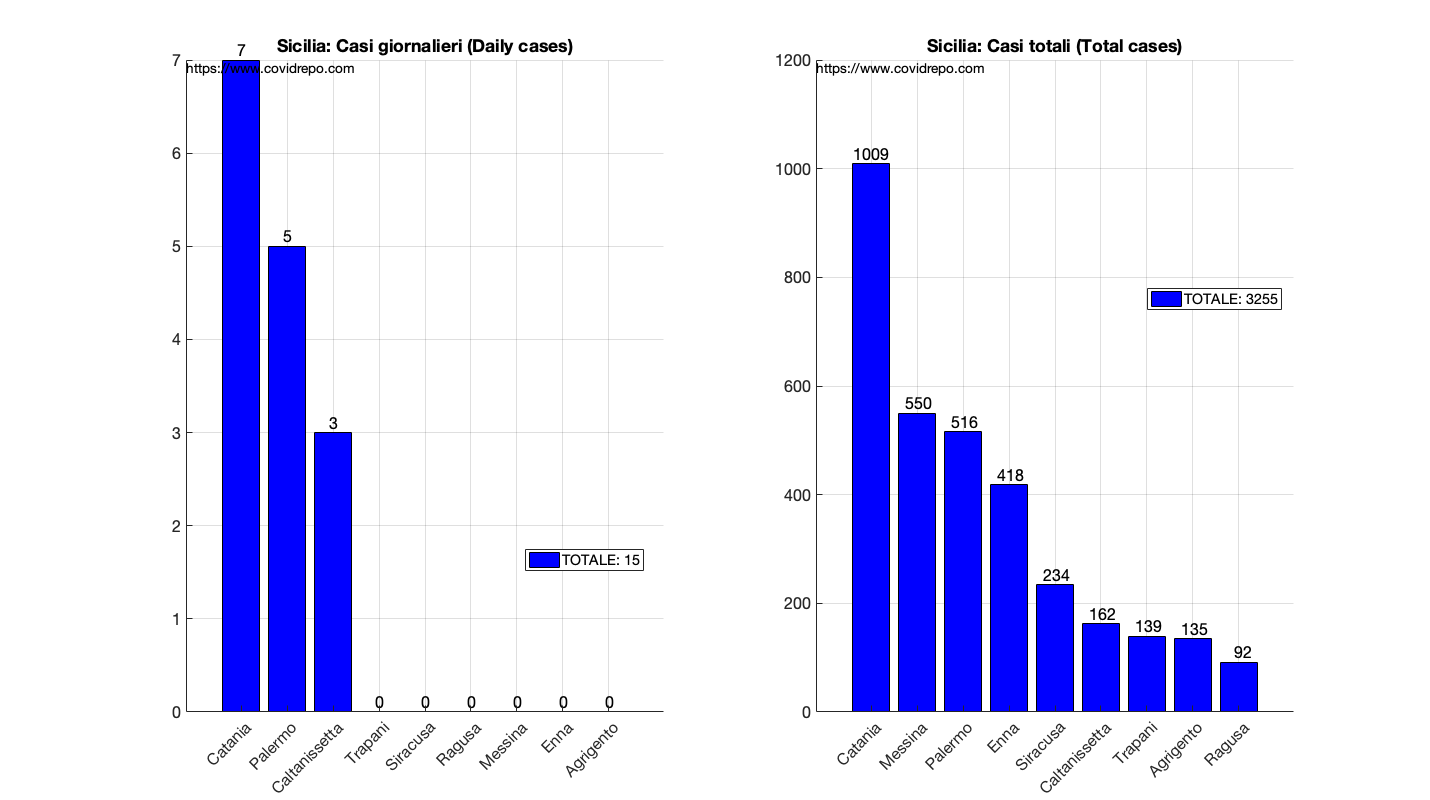 Sicilia: Casi giornalieri (Daily cases)
https://www.covidrepo.com
7
6
5
4
3
2
1
0
7
5
3
0
0
0
0
0
0
TOTALE: 15
Catania
Palermo
Caltanissetta
Trapani
Siracusa
Ragusa
Messina
Enna
Agrigento
Sicilia: Casi totali (Total cases)
https://www.covidrepo.com
1200
1000
800
600
400
200
0
1009
550
516
418
234
162
139
135
92
TOTALE: 3255
Catania
Messina
Palermo
Enna
Siracusa
Caltanissetta
Trapani
Agrigento
Ragusa